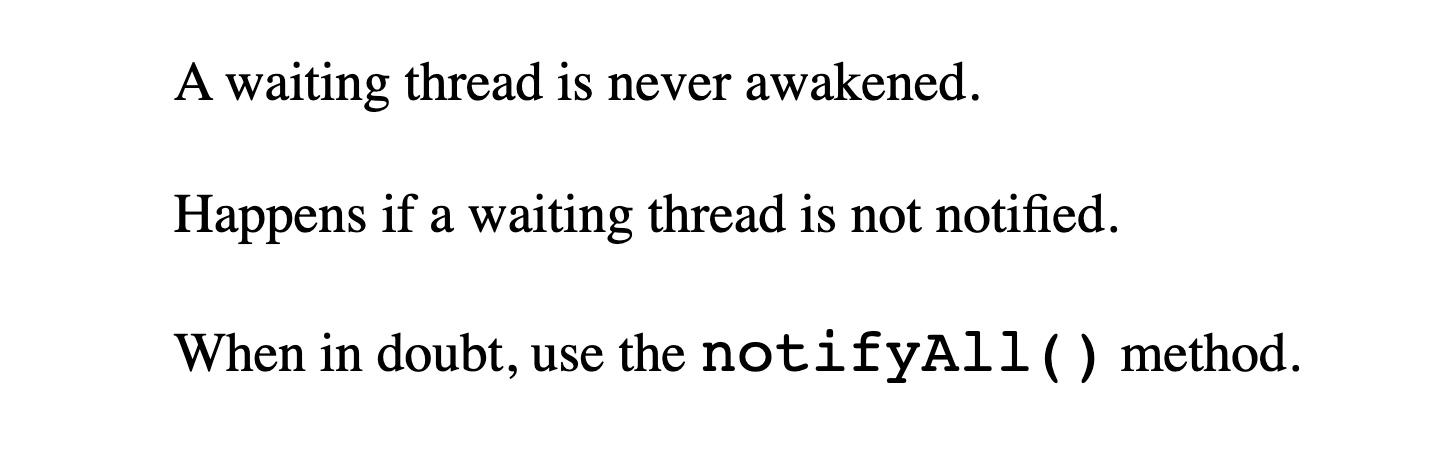 A waiting thread is never awakened.
Happens if a waiting thread is not notified.
When in doubt, use the notifyAll() method.